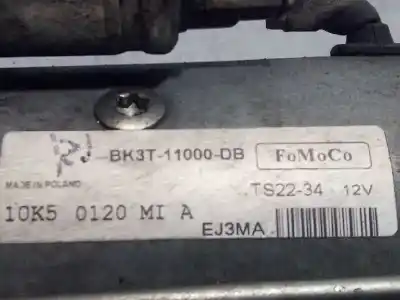 BK3T-11000-DB FoMoCo
MADE IN POLAND TS22-34 12V
10K5 0120 MI A
EJ3MA